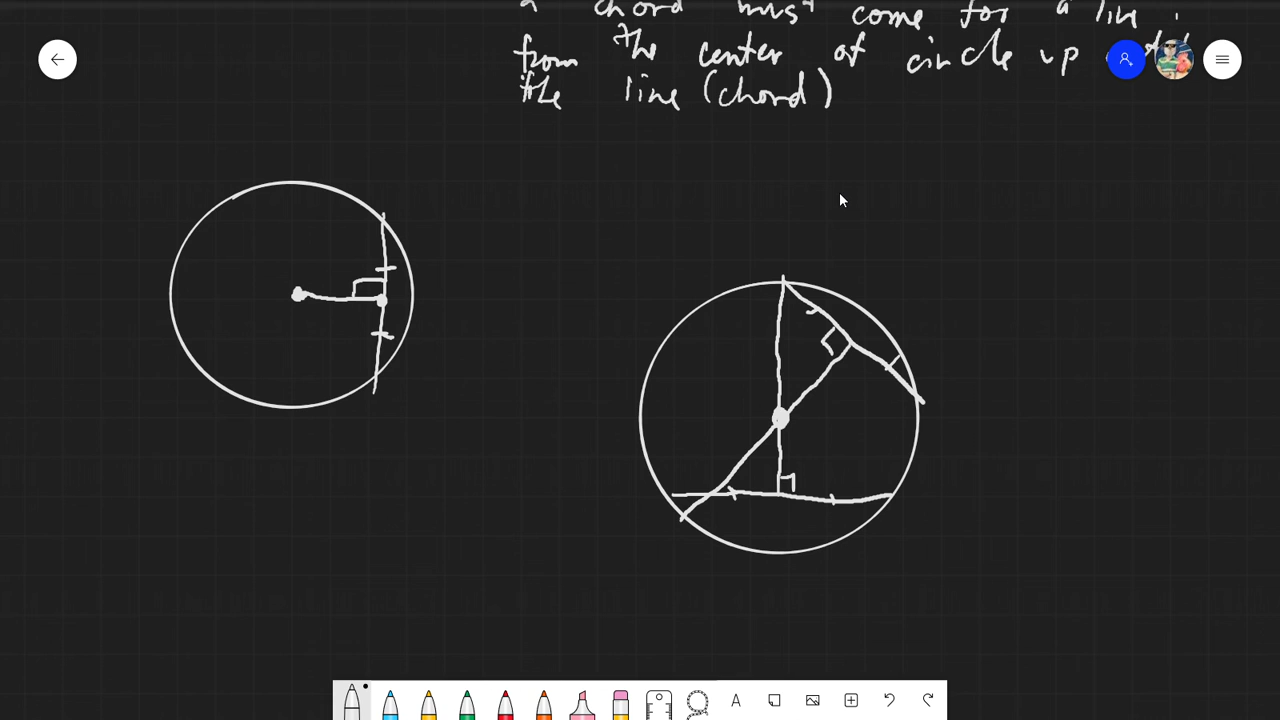 a chord must come for a line
from the center of circle up
the line (chord)
A